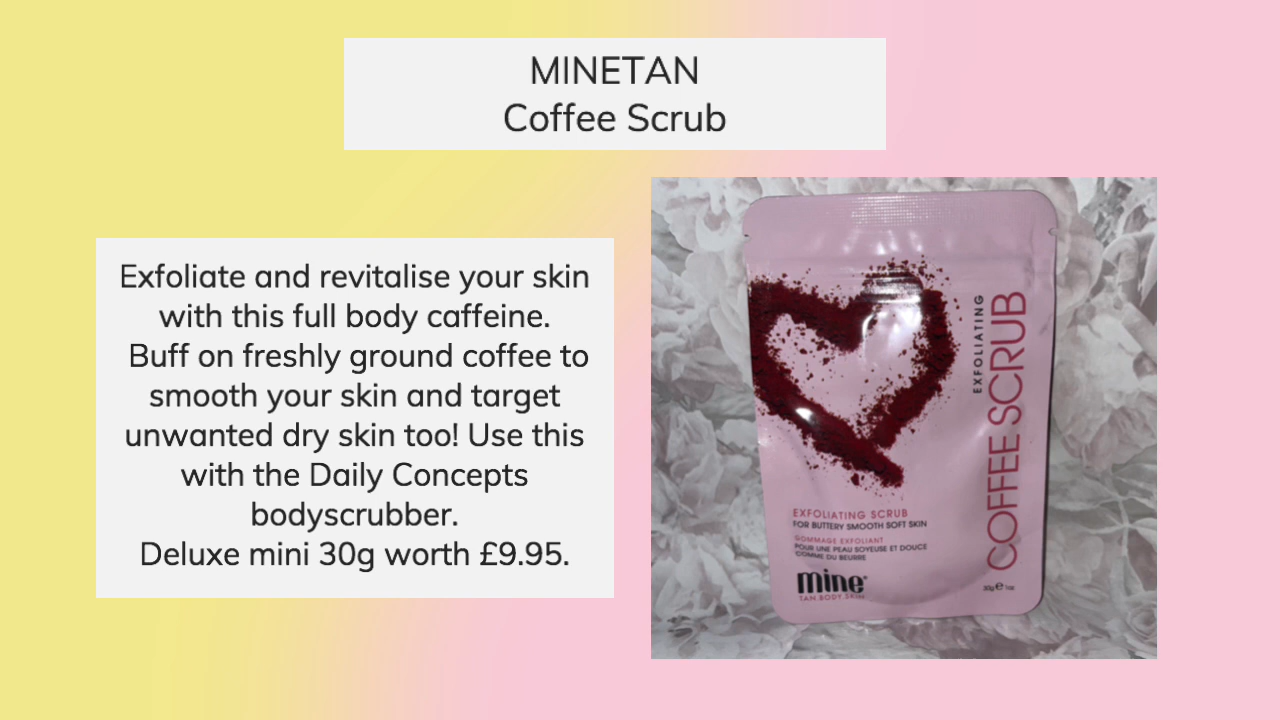 MINETAN
Coffee Scrub
Exfoliate and revitalise your skin
with this full body caffeine.
Buff on freshly ground coffee to
smooth your skin and target
unwanted dry skin too! Use this
with the Daily Concepts
bodyscrubber.
Deluxe mini 30g worth £9.95.
EXFOLIATING
COFFEE SCRUB
EXFOLIATING SCRUB
FOR BUTTERY SMOOTH SOFT SKIN
GOMMAGE EXFOLIANT
POUR UNE PEAU SOYEUSE ET DOUCE
COMME DU BEURRE
mine
TAN.BODY.SKIN
30g e 1oz